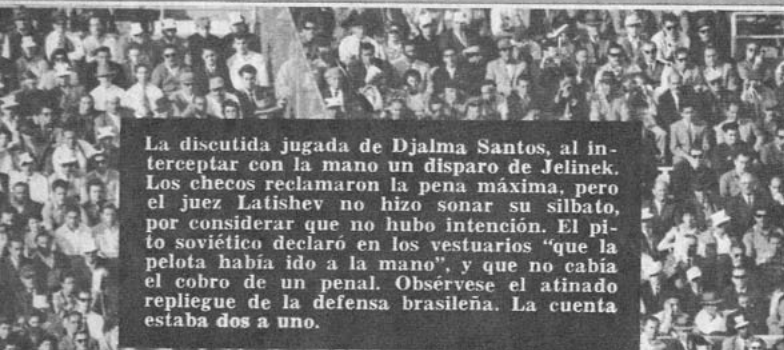 La discutida jugada de Djalma Santos, al in-
terceptar con la mano un disparo de Jelinek.
Los checos reclamaron la pena máxima, pero
el juez Latishev no hizo sonar su silbato,
por considerar que no hubo intención. El pi-
to soviético declaró en los vestuarios “que la
pelota había ido a la mano”, y que no cabía
el cobro de un penal. Obsérvese el atinado
repliegue de la defensa brasileña. La cuenta
estaba dos a uno.